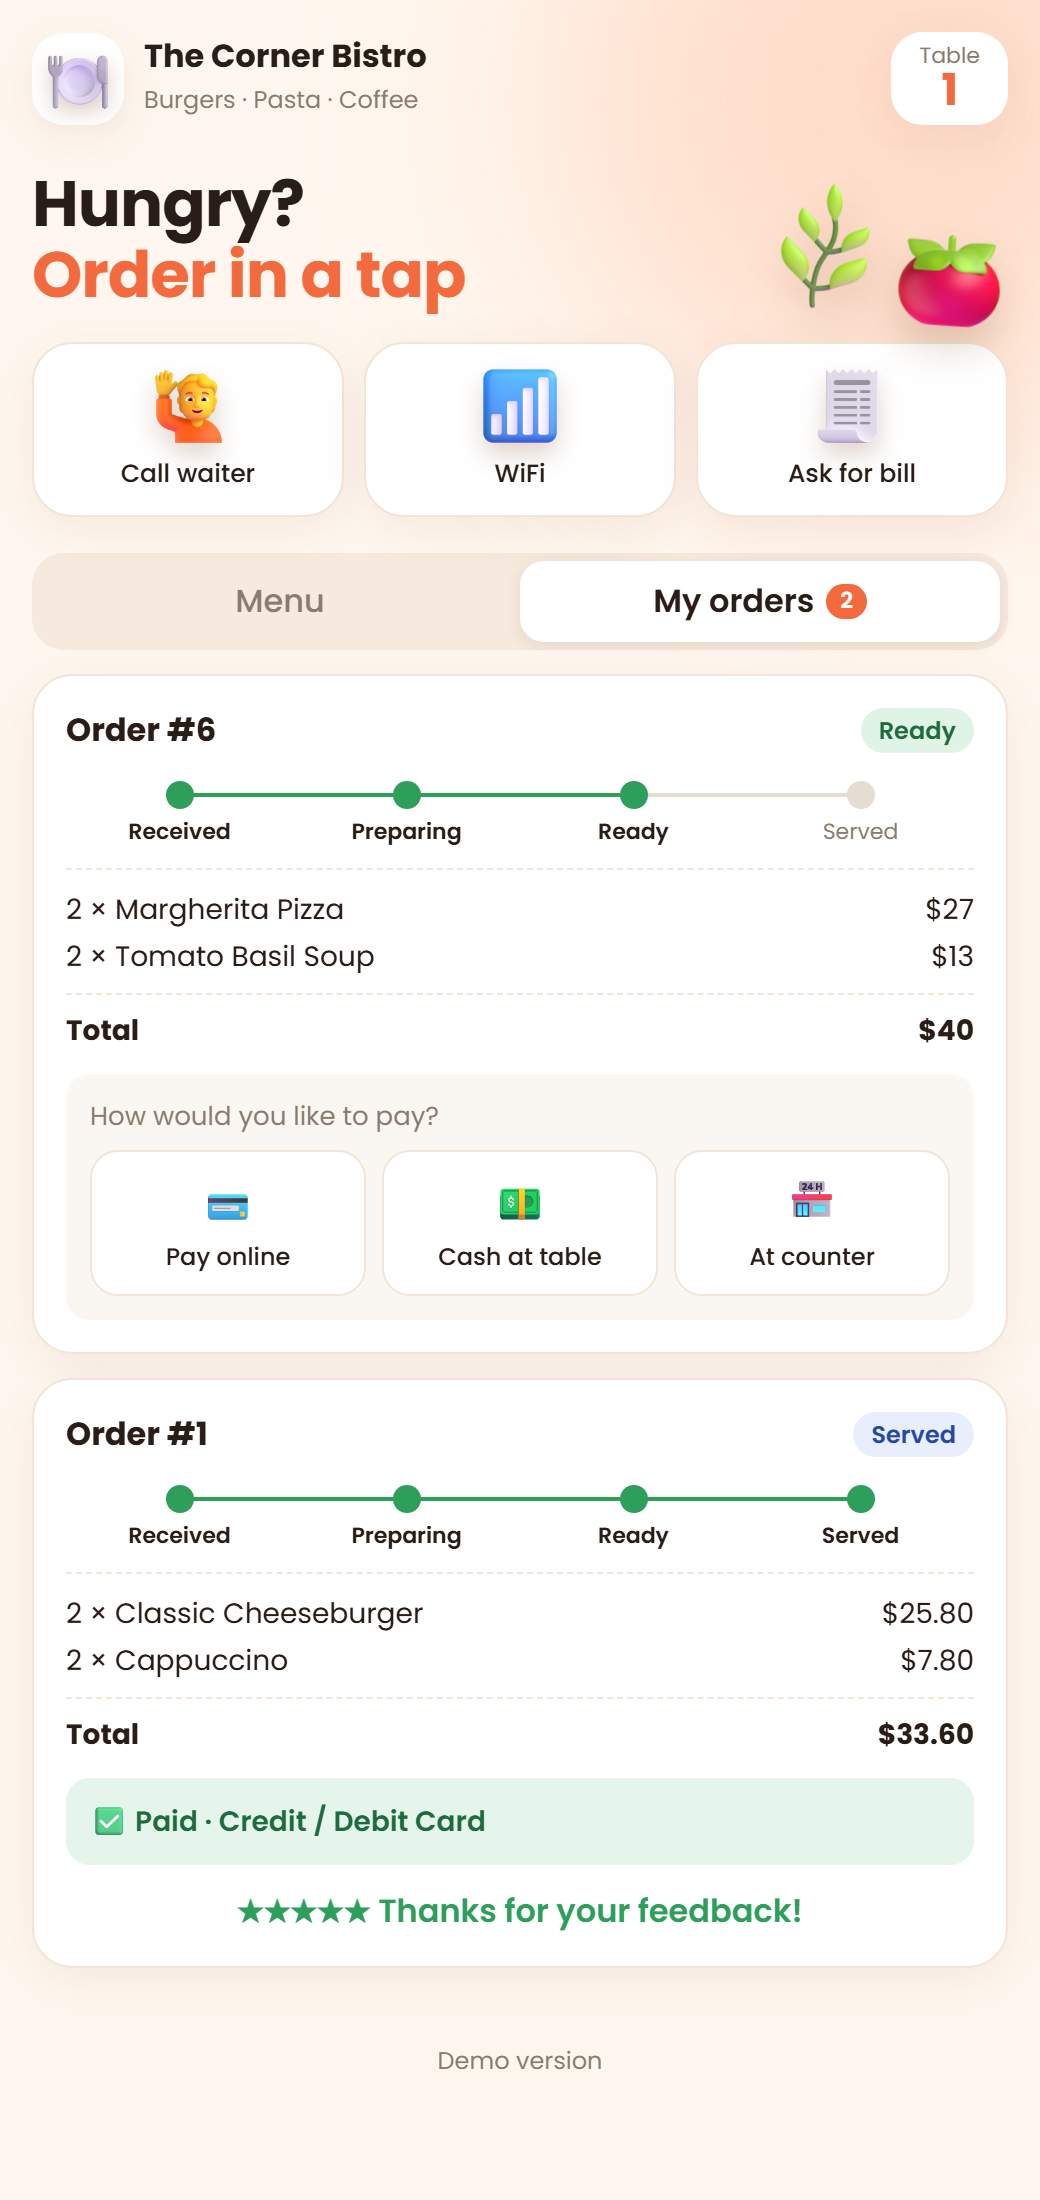 The Corner Bistro
Burgers · Pasta · Coffee
Table
1
Hungry?
Order in a tap
Call waiter
WiFi
Ask for bill
Menu
My orders 2
Order #6
Ready
Received
Preparing
Ready
Served
2 × Margherita Pizza $27
2 × Tomato Basil Soup $13
Total $40
How would you like to pay?
24 H
Pay online
Cash at table
At counter
Order #1
Served
Received
Preparing
Ready
Served
2 × Classic Cheeseburger $25.80
2 × Cappuccino $7.80
Total $33.60
✅ Paid · Credit / Debit Card
★★★★★ Thanks for your feedback!
Demo version